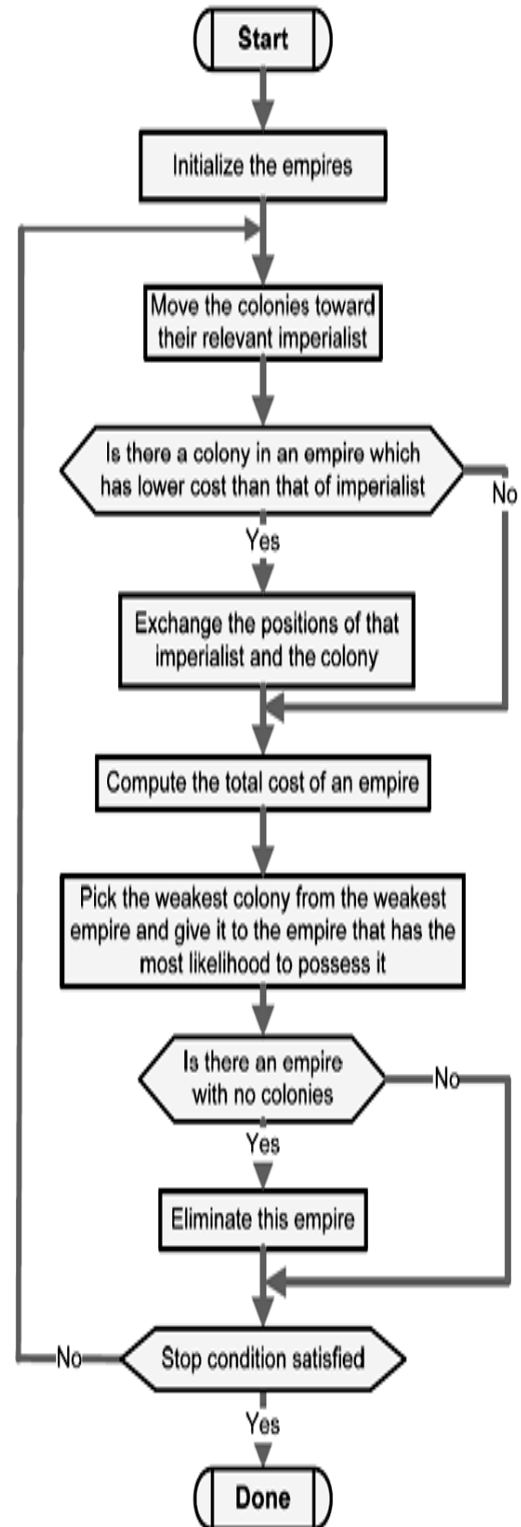 Start
Initialize the empires
Move the colonies toward
their relevant imperialist
Is there a colony in an empire which
has lower cost than that of imperialist
No
Yes
Exchange the positions of that
imperialist and the colony
Compute the total cost of an empire
Pick the weakest colony from the weakest
empire and give it to the empire that has the
most likelihood to possess it
Is there an empire
with no colonies
No
Yes
Eliminate this empire
Stop condition satisfied
No
Yes
Done